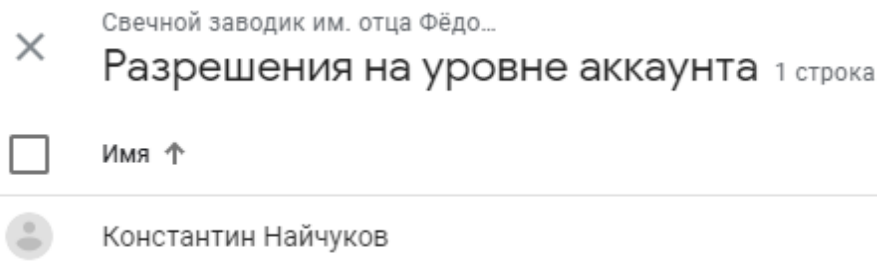 Свечной заводик им. отца Фёдо...
Разрешения на уровне аккаунта 1 строка
Имя ↑
Константин Найчуков